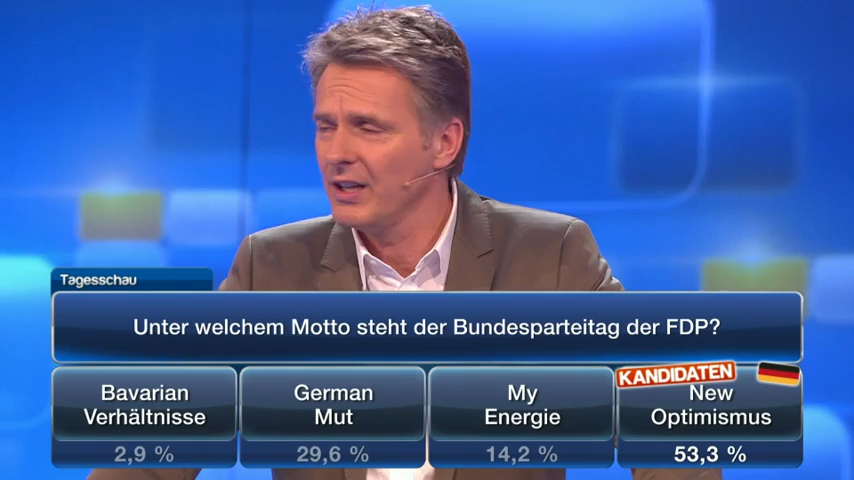 Tagesschau
Unter welchem Motto steht der Bundesparteitag der FDP?
Bavarian
Verhältnisse
2,9 %
German
Mut
29,6 %
My
Energie
14,2 %
KANDIDATEN
New
Optimismus
53,3 %